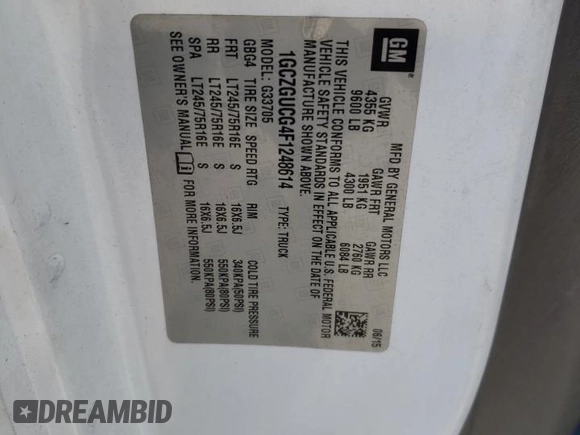 GM
®
MFD BY GENERAL MOTORS LLC 06/15
GVWR GAWR FRT GAWR RR
4355 KG 1951 KG 2760 KG
9600 LB 4300 LB 6084 LB
THIS VEHICLE CONFORMS TO ALL APPLICABLE U.S. FEDERAL MOTOR
VEHICLE SAFETY STANDARDS IN EFFECT ON THE DATE OF
MANUFACTURE SHOWN ABOVE.
1GCZGUCG4F1248614 TYPE: TRUCK
MODEL: G33705
GBG4 TIRE SIZE SPEED RTG RIM COLD TIRE PRESSURE
FRT LT245/75R16E S 16X6.5J 340KPA(50PSI)
RR LT245/75R16E S 16X6.5J 550KPA(80PSI)
SPA LT245/75R16E S 16X6.5J 550KPA(80PSI)
SEE OWNER'S MANUAL FOR MORE INFORMATION
DREAMBID